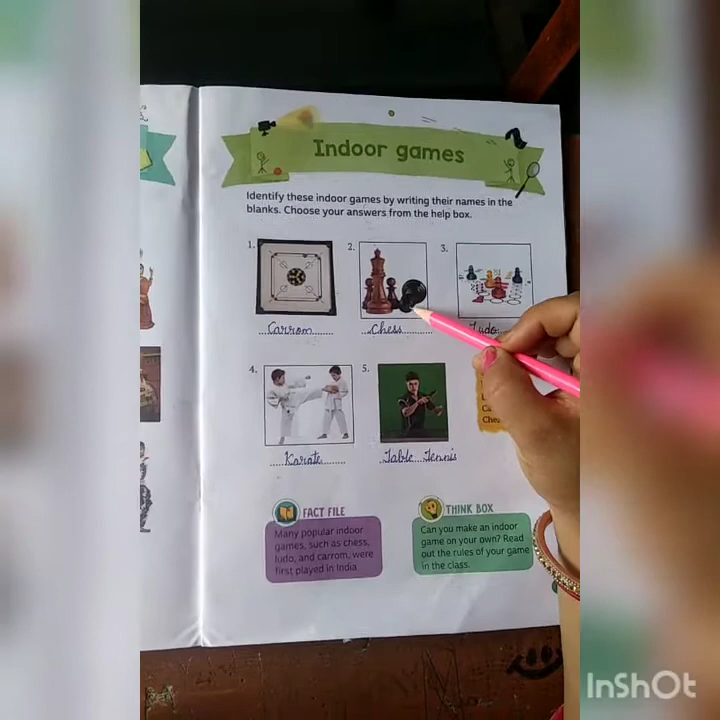 Indoor games
Identify these indoor games by writing their names in the
blanks. Choose your answers from the help box.
1. 2. 3.
Carrom Chess Ludo
4. 5.
Karate Table Tennis
FACT FILE
Many popular indoor
games, such as chess,
ludo, and carrom, were
first played in India.
THINK BOX
Can you make an indoor
game on your own? Read
out the rules of your game
in the class.
InShOt